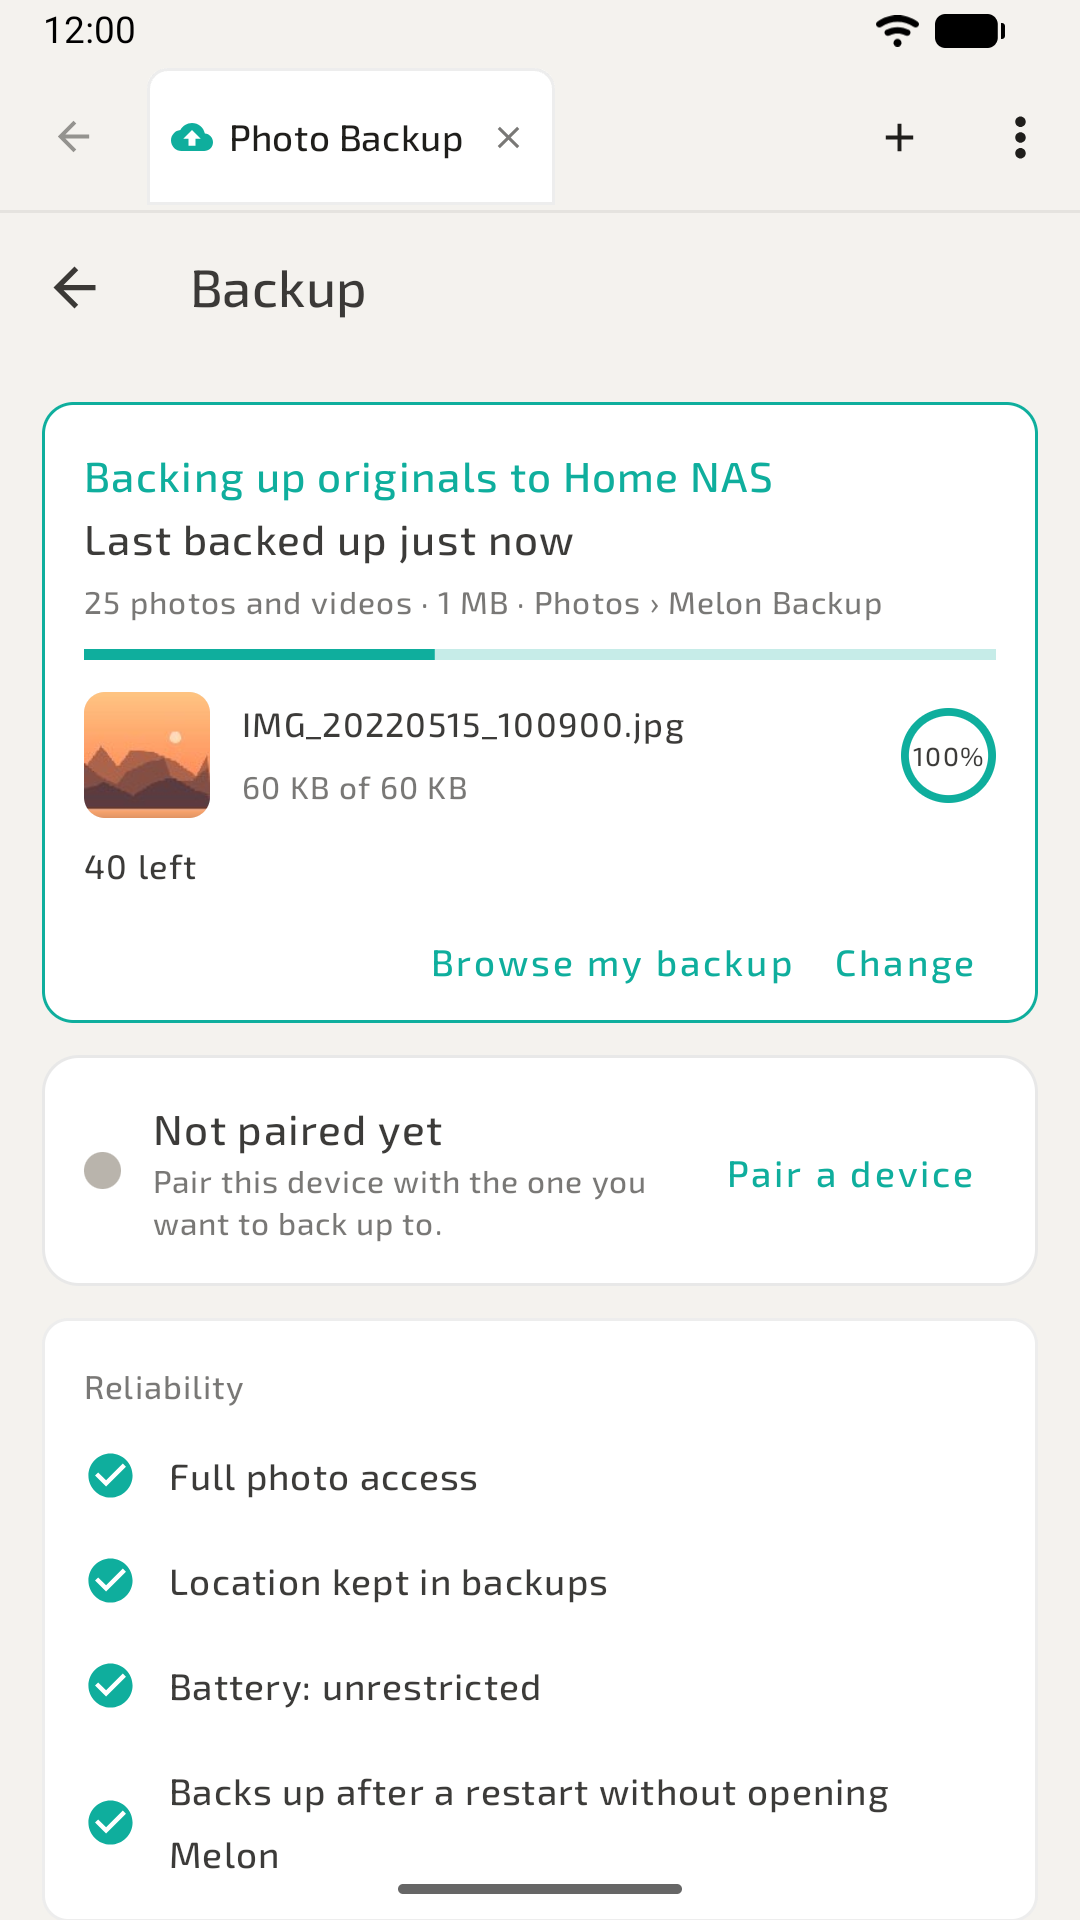 12:00
Photo Backup
Backup
Backing up originals to Home NAS
Last backed up just now
25 photos and videos · 1 MB · Photos › Melon Backup
IMG_20220515_100900.jpg
100%
60 KB of 60 KB
40 left
Browse my backup
Change
Not paired yet
Pair this device with the one you
want to back up to.
Pair a device
Reliability
Full photo access
Location kept in backups
Battery: unrestricted
Backs up after a restart without opening
Melon